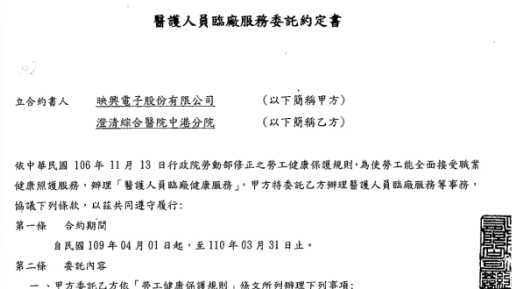 醫護人員臨廠服務委託約定書
立合約書人 映興電子股份有限公司 (以下簡稱甲方)
澄清綜合醫院中港分院 (以下簡稱乙方)
依中華民國 106 年 11 月 13 日行政院勞動部修正之勞工健康保護規則,為使勞工能全面接受職業
健康照護服務,辦理「醫護人員臨廠健康服務」,甲方特委託乙方辦理醫護人員臨廠服務等事務,
協議下列條款,以茲共同遵守履行:
第一條 合約期間
自民國 109 年 04 月 01 日起,至 110 年 03 月 31 日止。
第二條 委託內容
一、甲方委託乙方依「勞工健康保護規則」條文所列辦理下列事項: